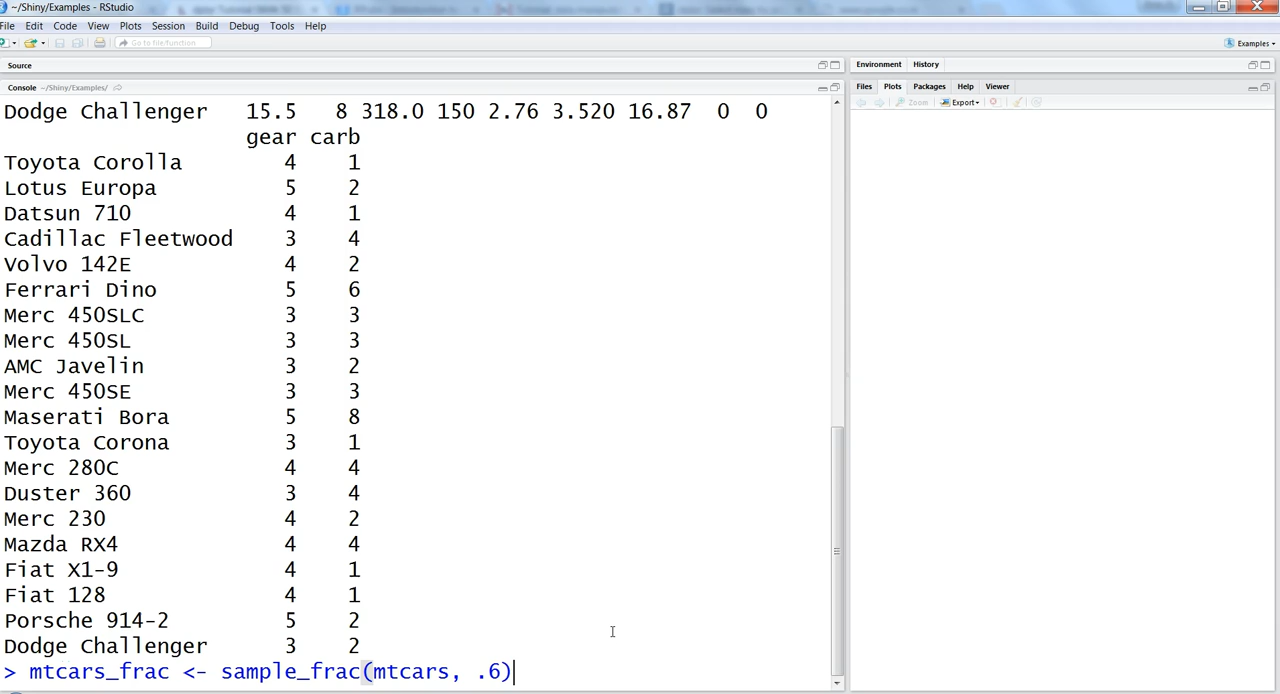 ~/Shiny/Examples - RStudio
File Edit Code View Plots Session Build Debug Tools Help
Go to file/function Examples
Source
Console ~/Shiny/Examples/
Dodge Challenger 15.5 8 318.0 150 2.76 3.520 16.87 0 0
gear carb
Toyota Corolla 4 1
Lotus Europa 5 2
Datsun 710 4 1
Cadillac Fleetwood 3 4
Volvo 142E 4 2
Ferrari Dino 5 6
Merc 450SLC 3 3
Merc 450SL 3 3
AMC Javelin 3 2
Merc 450SE 3 3
Maserati Bora 5 8
Toyota Corona 3 1
Merc 280C 4 4
Duster 360 3 4
Merc 230 4 2
Mazda RX4 4 4
Fiat X1-9 4 1
Fiat 128 4 1
Porsche 914-2 5 2
Dodge Challenger 3 2
> mtcars_frac <- sample_frac(mtcars, .6)
Environment History
Files Plots Packages Help Viewer
Zoom Export